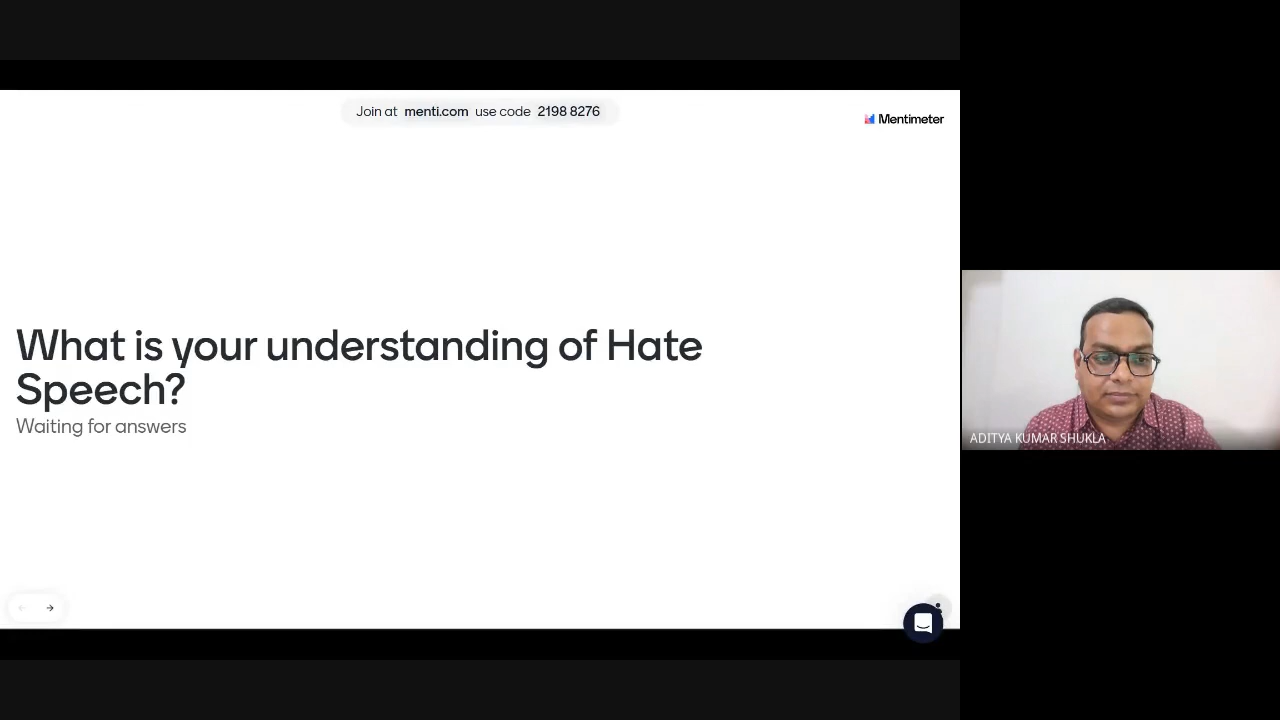 Join at menti.com use code 2198 8276
Mentimeter
What is your understanding of Hate
Speech?
Waiting for answers
ADITYA KUMAR SHUKLA